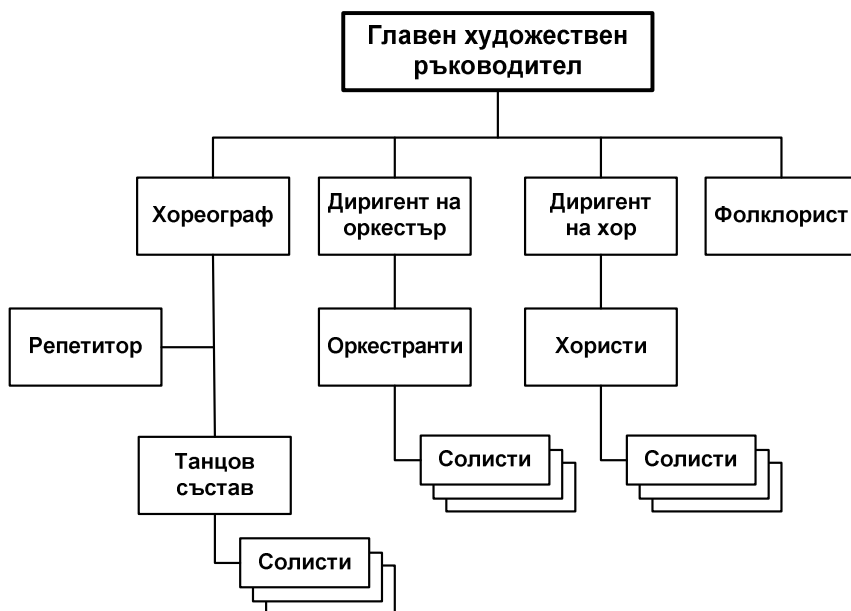 Главен художествен
ръководител
Хореограф
Диригент на
оркестър
Диригент
на хор
Фолклорист
Репетитор
Оркестранти
Хористи
Танцов
състав
Солисти
Солисти
Солисти